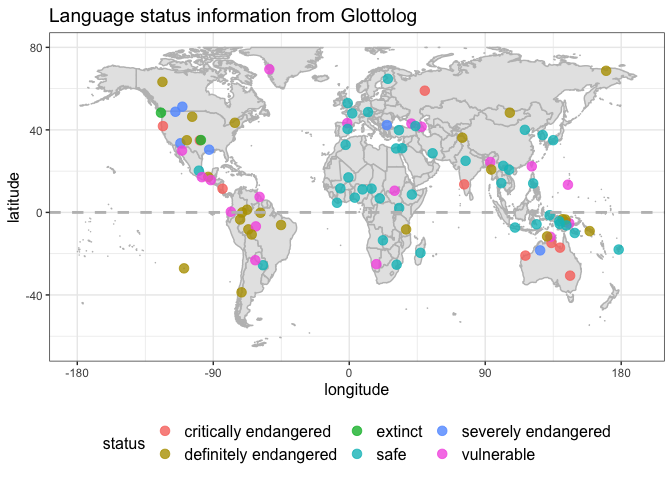 Language status information from Glottolog
80
40
0
-40
latitude
-180 -90 0 90 180
longitude
status
critically endangered extinct severely endangered
definitely endangered safe vulnerable